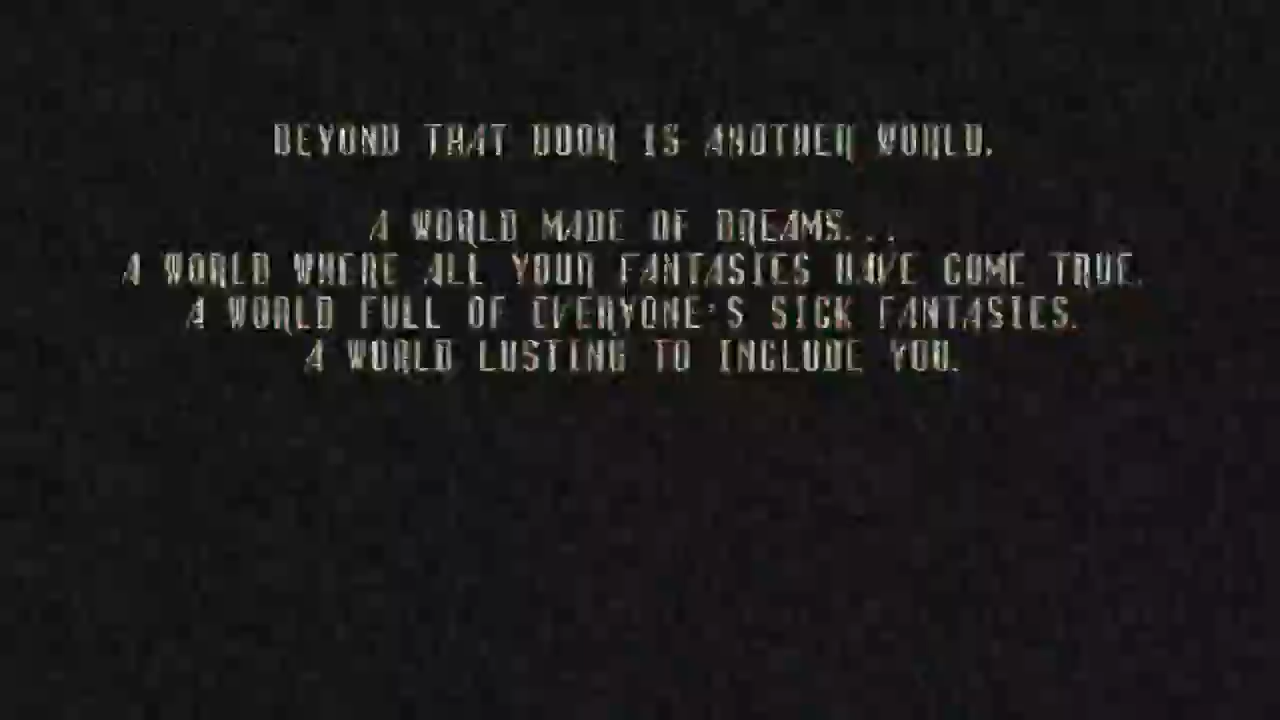 BEYOND THAT DOOR IS ANOTHER WORLD.
A WORLD MADE OF DREAMS...
A WORLD WHERE ALL YOUR FANTASIES HAVE COME TRUE.
A WORLD FULL OF EVERYONE'S SICK FANTASIES.
A WORLD LUSTING TO INCLUDE YOU.